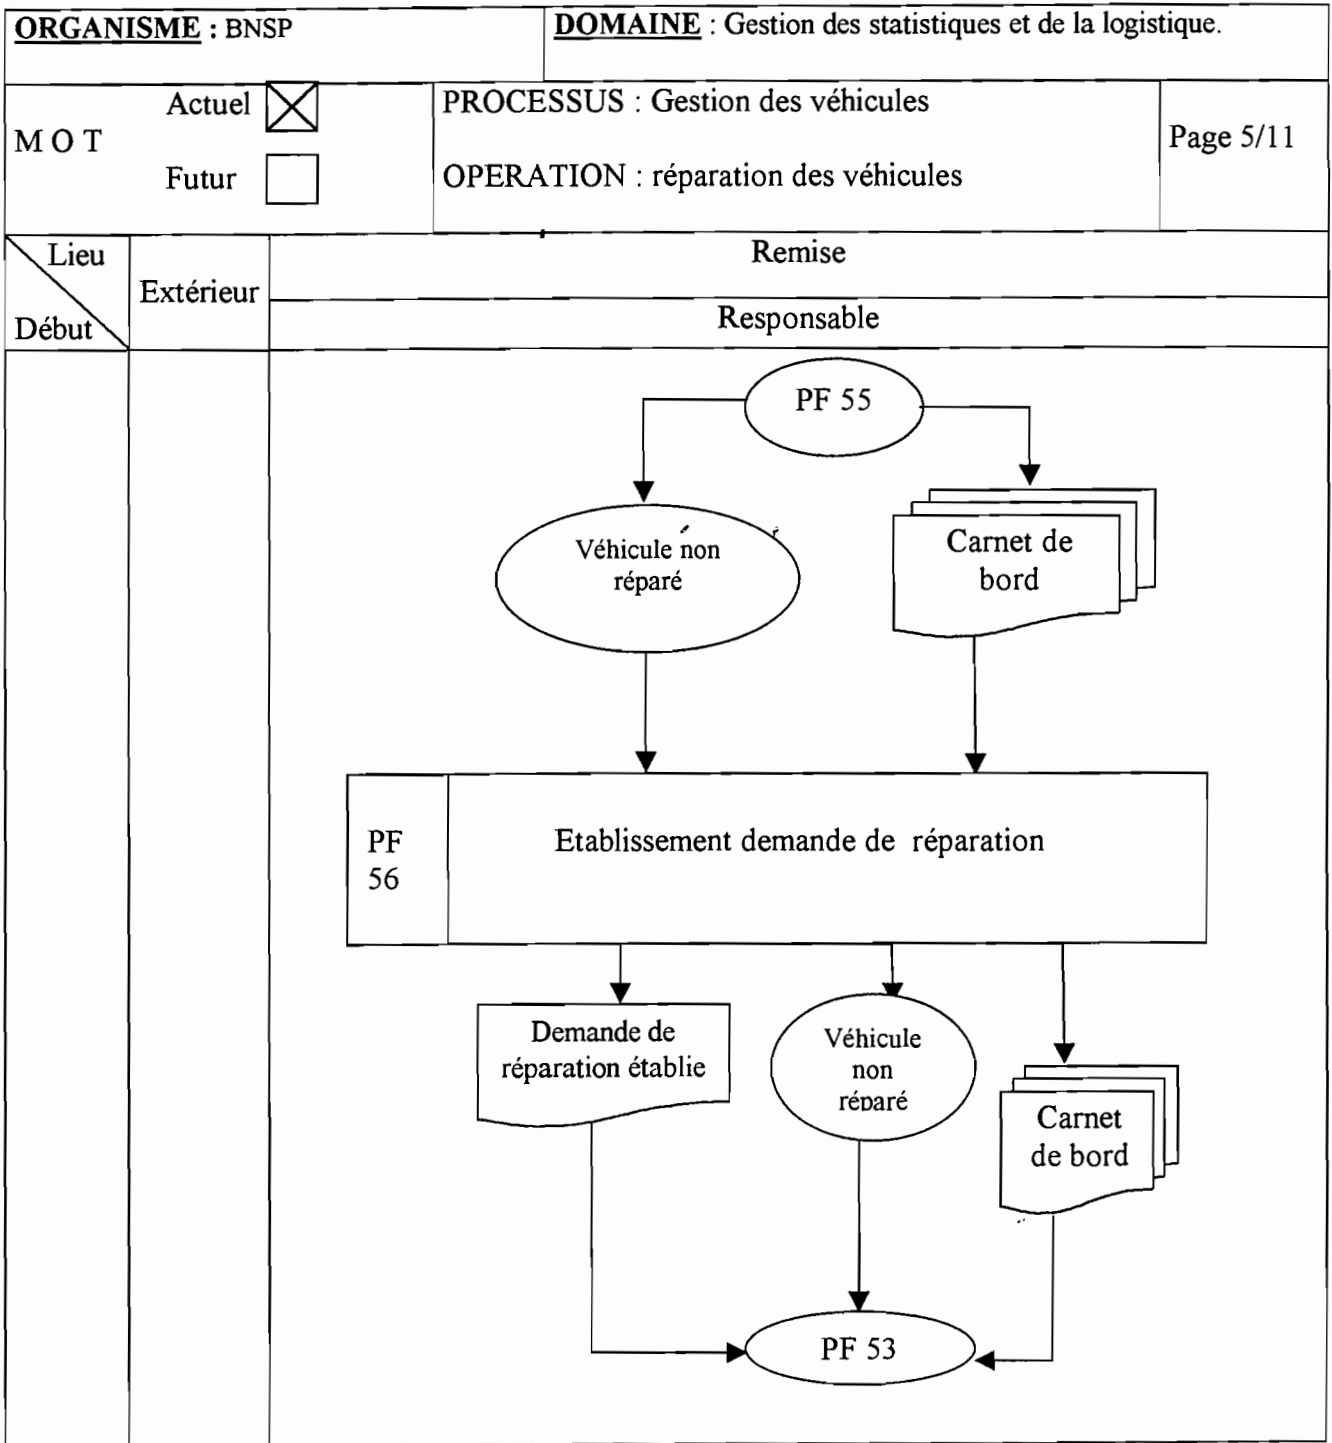 ORGANISME : BNSP
DOMAINE : Gestion des statistiques et de la logistique.
M O T
Actuel
Futur
PROCESSUS : Gestion des véhicules
OPERATION : réparation des véhicules
Page 5/11
Lieu
Début
Extérieur
Remise
Responsable
PF 55
Véhicule non
réparé
Carnet de
bord
PF
56
Etablissement demande de réparation
Demande de
réparation établie
Véhicule
non
réparé
Carnet
de bord
PF 53